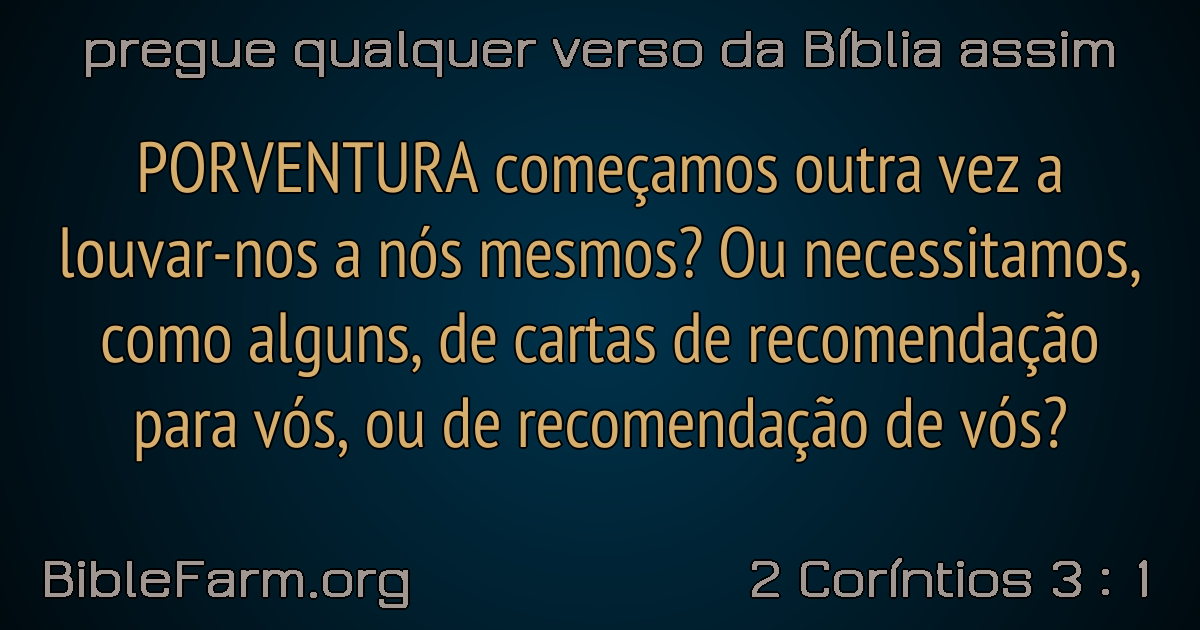 pregue qualquer verso da Bíblia assim
PORVENTURA começamos outra vez a
louvar-nos a nós mesmos? Ou necessitamos,
como alguns, de cartas de recomendação
para vós, ou de recomendação de vós?
BibleFarm.org
2 Coríntios 3 : 1